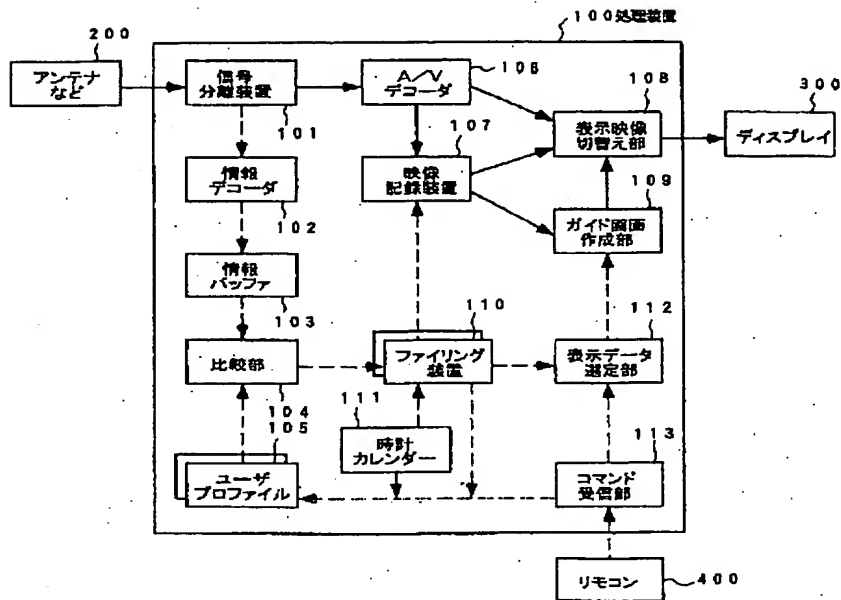 100処理装置
200
アンテナ
など
信号
分離装置
101
A/V
デコーダ
106
表示映像
切替え部
108
ディスプレイ
300
情報
デコーダ
102
映像
記録装置
107
ガイド画面
作成部
109
情報
バッファ
103
比較部
104
ファイリング
装置
110
表示データ
選定部
112
111
時計
カレンダー
105
ユーザ
プロファイル
コマンド
受信部
113
リモコン
400